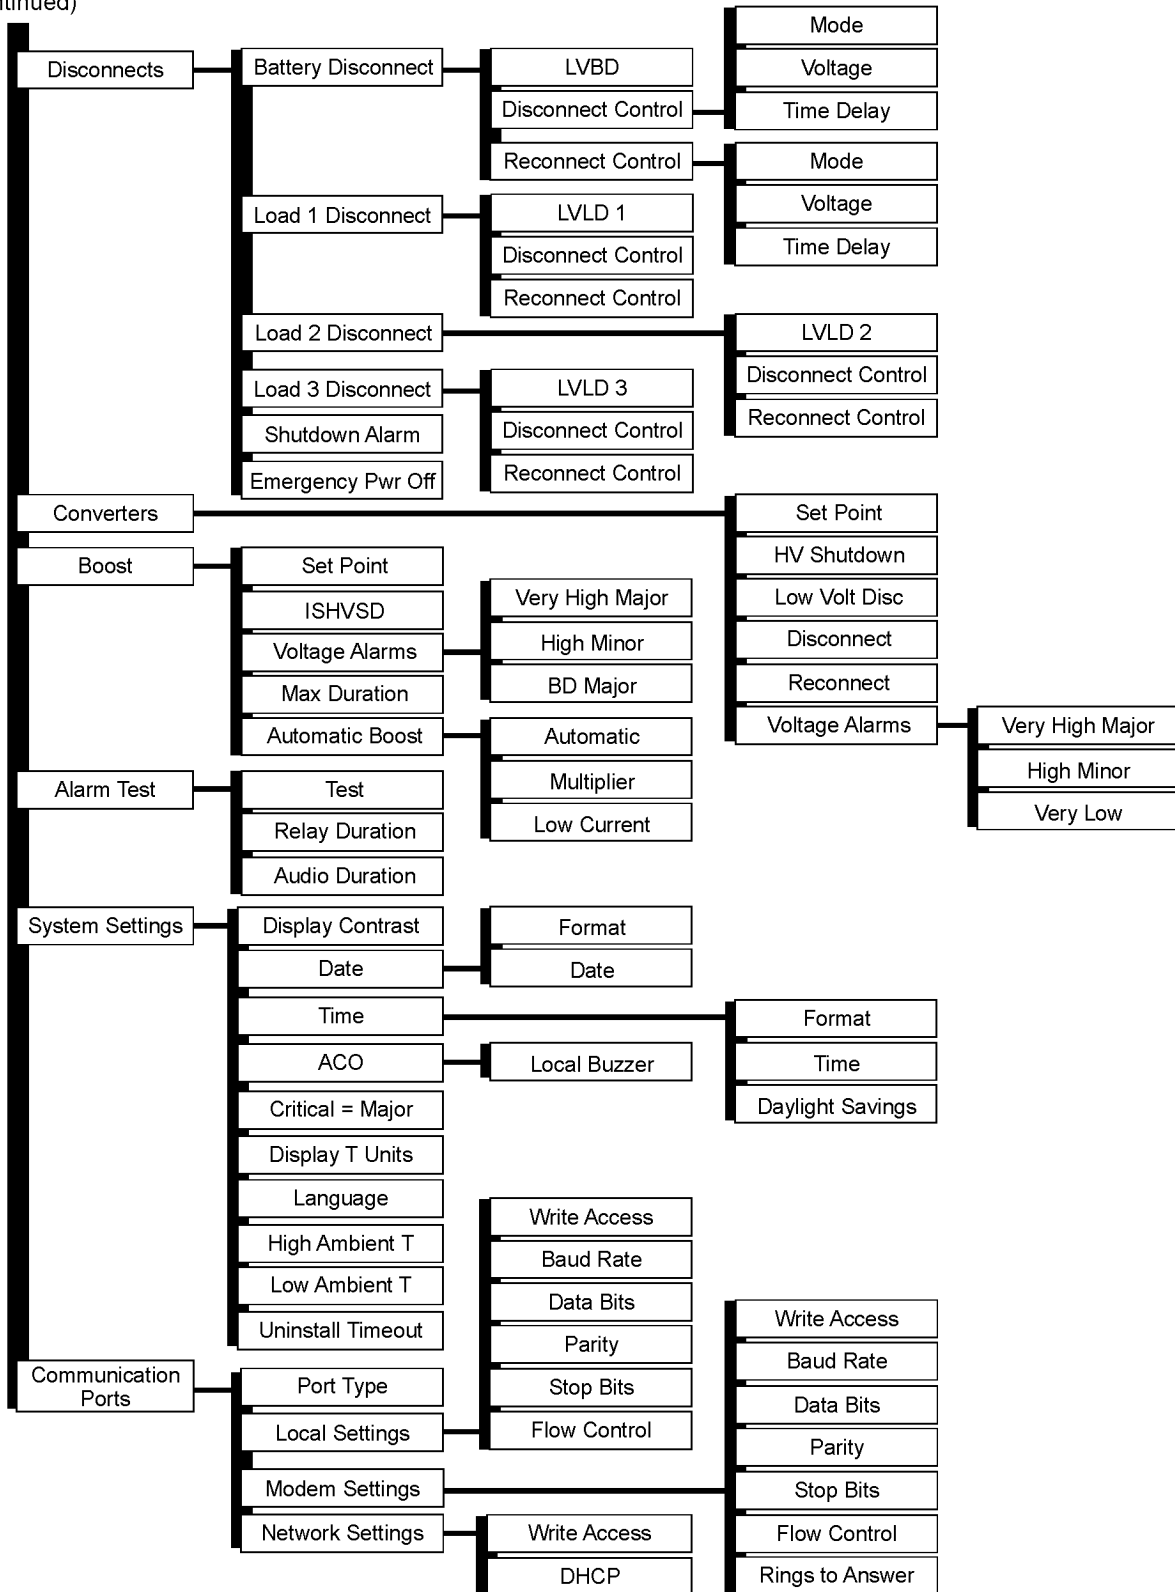 Disconnects
Battery Disconnect
LVBD
Disconnect Control
Mode
Voltage
Time Delay
Reconnect Control
Mode
Voltage
Time Delay
Load 1 Disconnect
LVLD 1
Disconnect Control
Reconnect Control
Load 2 Disconnect
LVLD 2
Disconnect Control
Reconnect Control
Load 3 Disconnect
LVLD 3
Disconnect Control
Reconnect Control
Shutdown Alarm
Emergency Pwr Off
Converters
Set Point
HV Shutdown
Low Volt Disc
Disconnect
Reconnect
Voltage Alarms
Very High Major
High Minor
Very Low
Boost
Set Point
ISHVSD
Voltage Alarms
Very High Major
High Minor
BD Major
Max Duration
Automatic Boost
Automatic
Multiplier
Low Current
Alarm Test
Test
Relay Duration
Audio Duration
System Settings
Display Contrast
Date
Format
Date
Time
Format
Time
Daylight Savings
ACO
Local Buzzer
Critical = Major
Display T Units
Language
High Ambient T
Low Ambient T
Uninstall Timeout
Communication
Ports
Port Type
Local Settings
Write Access
Baud Rate
Data Bits
Parity
Stop Bits
Flow Control
Modem Settings
Write Access
Baud Rate
Data Bits
Parity
Stop Bits
Flow Control
Rings to Answer
Network Settings
Write Access
DHCP